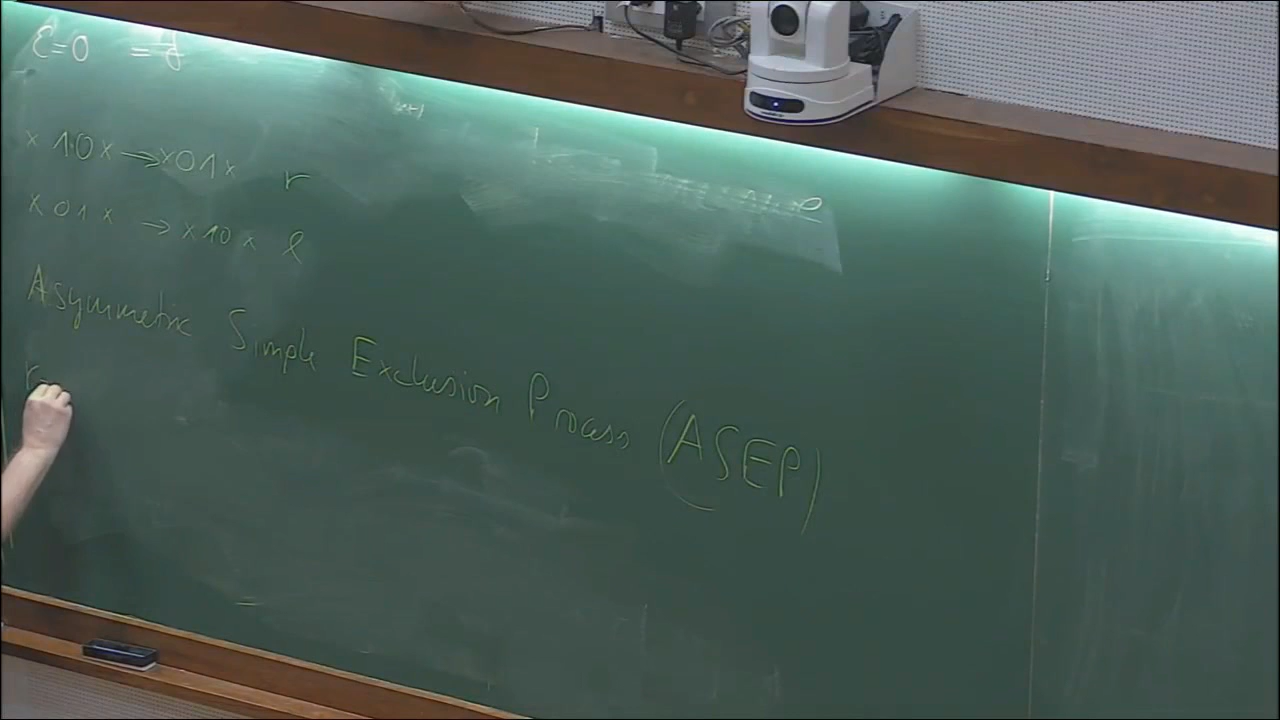 ε=0
× 10 × → × 01 × r
× 01 × → × 10 × l
Asymmetric Simple Exclusion Process (ASEP)
r